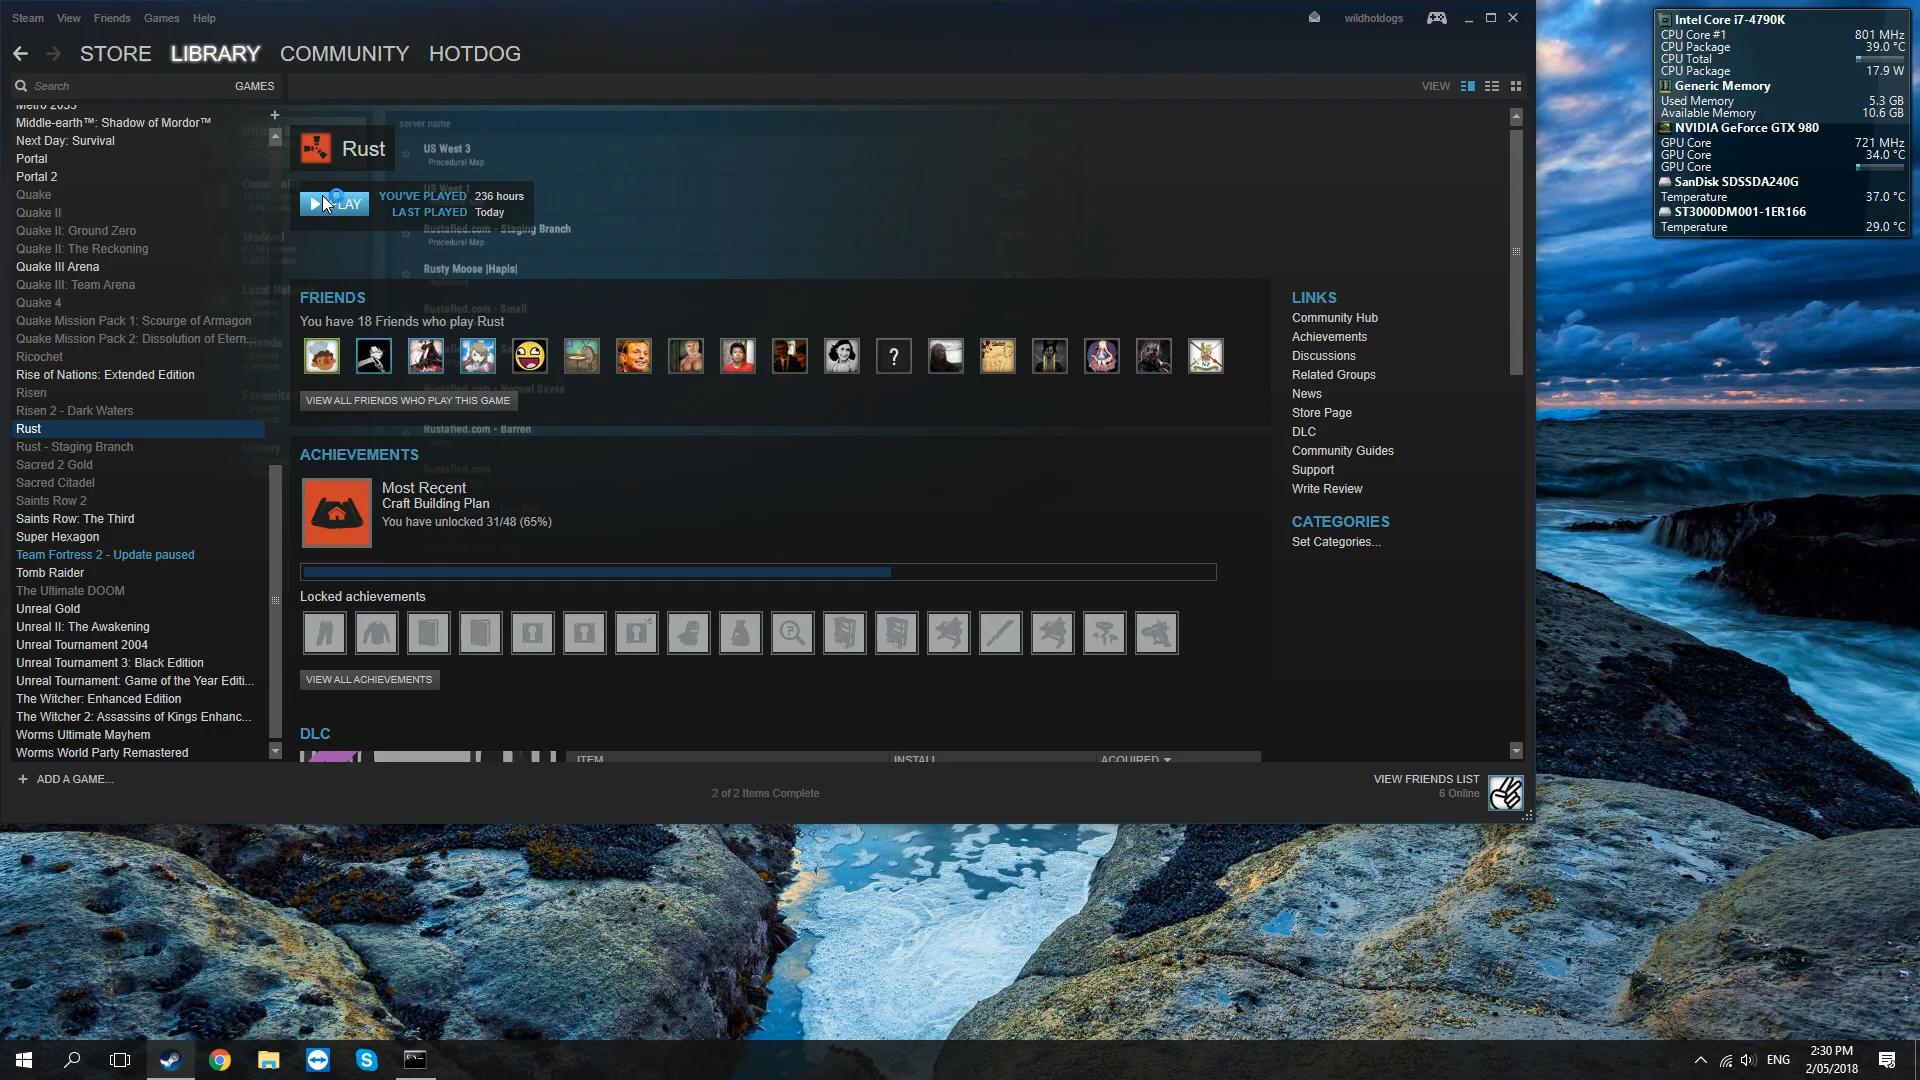 Steam View Friends Games Help
wildhotdogs
STORE LIBRARY COMMUNITY HOTDOG
Search GAMES
VIEW
Metro 2033
Middle-earth™: Shadow of Mordor™
Next Day: Survival
Portal
Portal 2
Quake
Quake II
Quake II: Ground Zero
Quake II: The Reckoning
Quake III Arena
Quake III: Team Arena
Quake 4
Quake Mission Pack 1: Scourge of Armagon
Quake Mission Pack 2: Dissolution of Etern...
Ricochet
Rise of Nations: Extended Edition
Risen
Risen 2 - Dark Waters
Rust
Rust - Staging Branch
Sacred 2 Gold
Sacred Citadel
Saints Row 2
Saints Row: The Third
Super Hexagon
Team Fortress 2 - Update paused
Tomb Raider
The Ultimate DOOM
Unreal Gold
Unreal II: The Awakening
Unreal Tournament 2004
Unreal Tournament 3: Black Edition
Unreal Tournament: Game of the Year Editi...
The Witcher: Enhanced Edition
The Witcher 2: Assassins of Kings Enhanc...
Worms Ultimate Mayhem
Worms World Party Remastered
+ ADD A GAME...
server name
Rust
US West 3
Procedural Map
US West 1
PLAY
YOU'VE PLAYED 236 hours
LAST PLAYED Today
Rustafied.com - Staging Branch
Procedural Map
Rusty Moose |Hapis|
Rustafied.com - Small
FRIENDS
You have 18 Friends who play Rust
VIEW ALL FRIENDS WHO PLAY THIS GAME
Rustafied.com - Barren
ACHIEVEMENTS
Rustafied.com
Most Recent
Craft Building Plan
You have unlocked 31/48 (65%)
Locked achievements
VIEW ALL ACHIEVEMENTS
DLC
ITEM INSTALL ACQUIRED
LINKS
Community Hub
Achievements
Discussions
Related Groups
News
Store Page
DLC
Community Guides
Support
Write Review
CATEGORIES
Set Categories...
2 of 2 Items Complete
VIEW FRIENDS LIST
6 Online
Intel Core i7-4790K
CPU Core #1 801 MHz
CPU Package 39.0 °C
CPU Total
CPU Package 17.9 W
Generic Memory
Used Memory 5.3 GB
Available Memory 10.6 GB
NVIDIA GeForce GTX 980
GPU Core 721 MHz
GPU Core 34.0 °C
GPU Core
SanDisk SDSSDA240G
Temperature 37.0 °C
ST3000DM001-1ER166
Temperature 29.0 °C
ENG
2:30 PM
2/05/2018